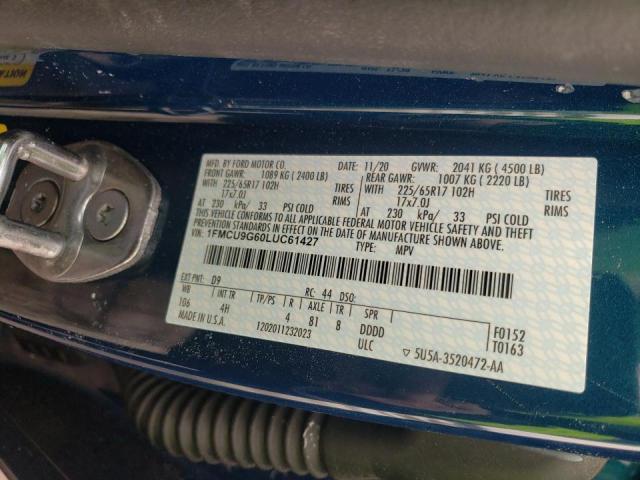 MFD. BY FORD MOTOR CO.
DATE: 11/20 GVWR: 2041 KG ( 4500 LB)
FRONT GAWR: 1089 KG ( 2400 LB) REAR GAWR: 1007 KG ( 2220 LB)
WITH 225/65R17 102H TIRES WITH 225/65R17 102H TIRES
17x7.0J 17x7.0J
AT 230 kPa/ 33 PSI COLD AT 230 kPa/ 33 PSI COLD
THIS VEHICLE CONFORMS TO ALL APPLICABLE FEDERAL MOTOR VEHICLE SAFETY AND THEFT
PREVENTION STANDARDS IN EFFECT ON THE DATE OF MANUFACTURE SHOWN ABOVE.
VIN: 1FMCU9G60LUC61427 TYPE: MPV
EXT PNT: D9 RC: 44 DSO:
WB INT TR TP/PS R AXLE TR SPR
106 4H 4 81 8 DDDD F0152
MADE IN U.S.A. 1202011232023 ULC T0163
5U5A-3520472-AA